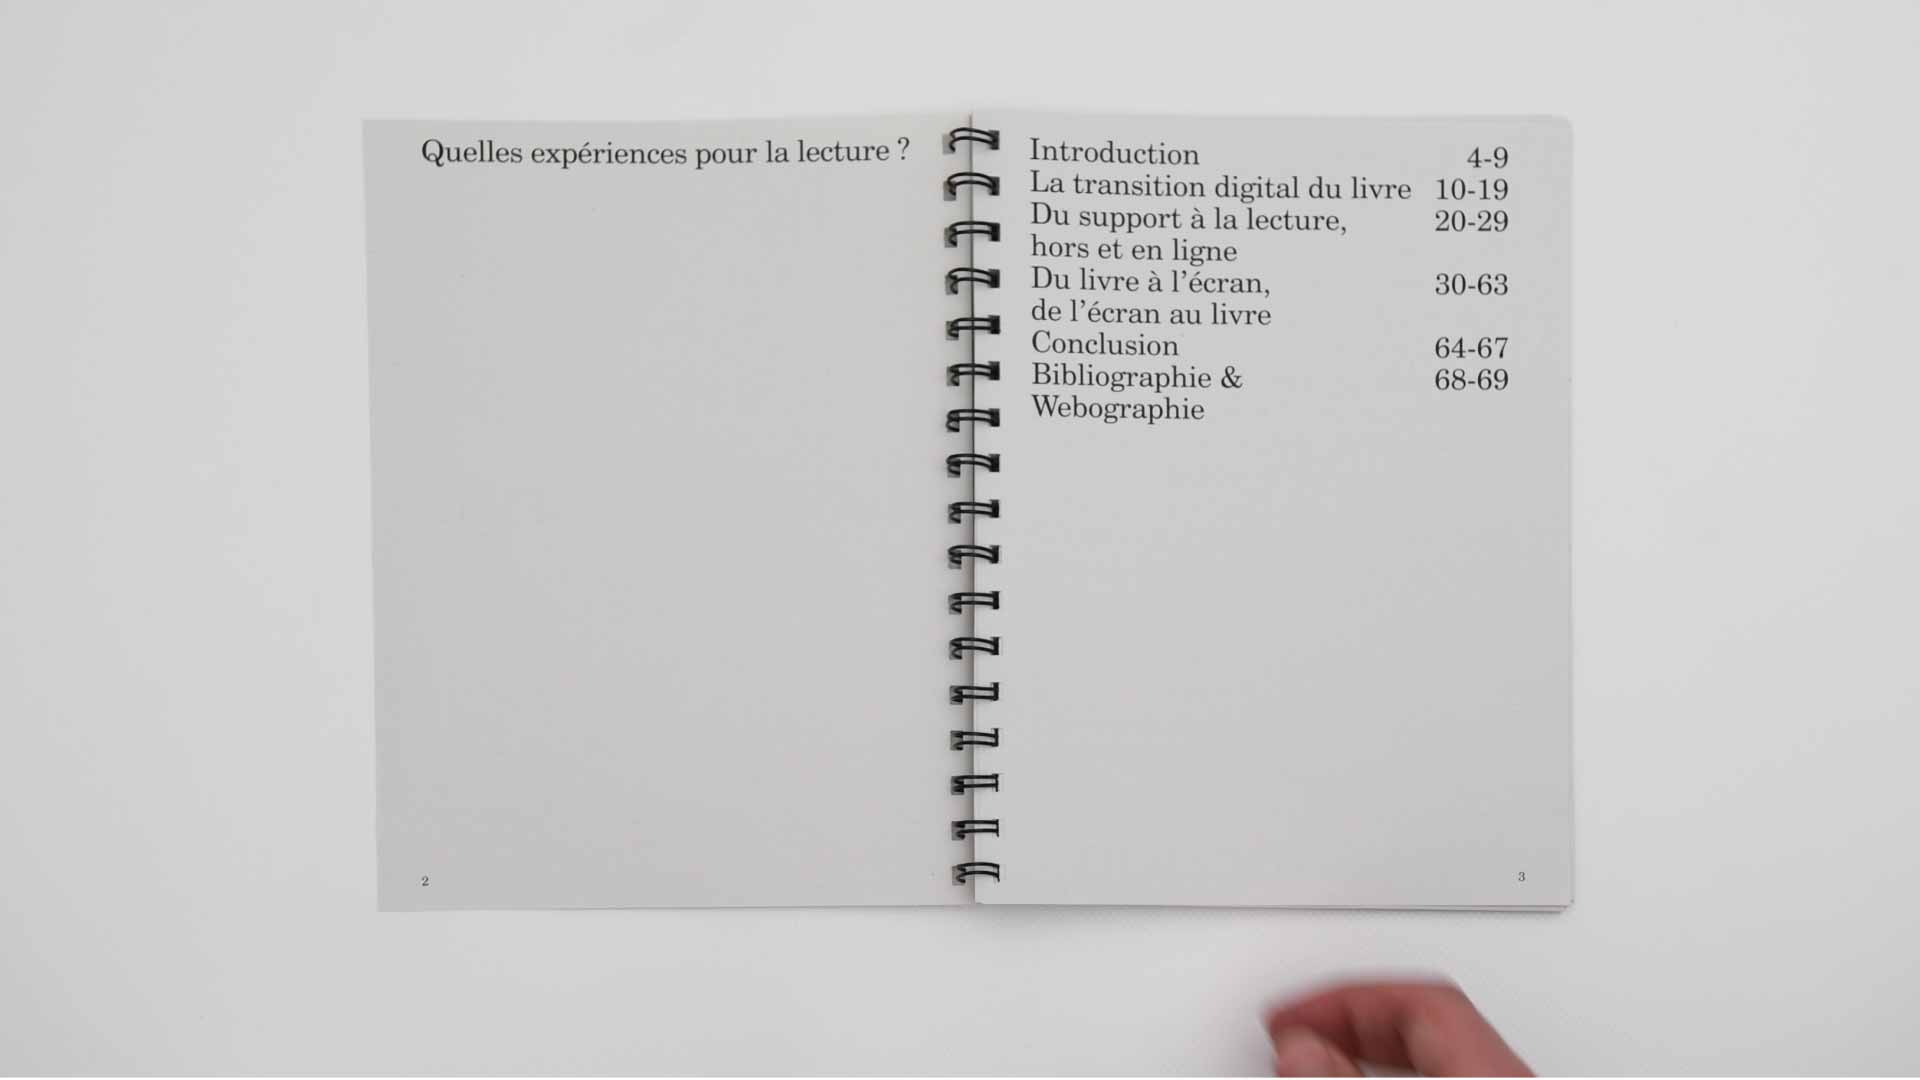 Quelles expériences pour la lecture ?
2
Introduction 4-9
La transition digital du livre 10-19
Du support à la lecture, 20-29
hors et en ligne
Du livre à l’écran, 30-63
de l’écran au livre
Conclusion 64-67
Bibliographie & 68-69
Webographie
3